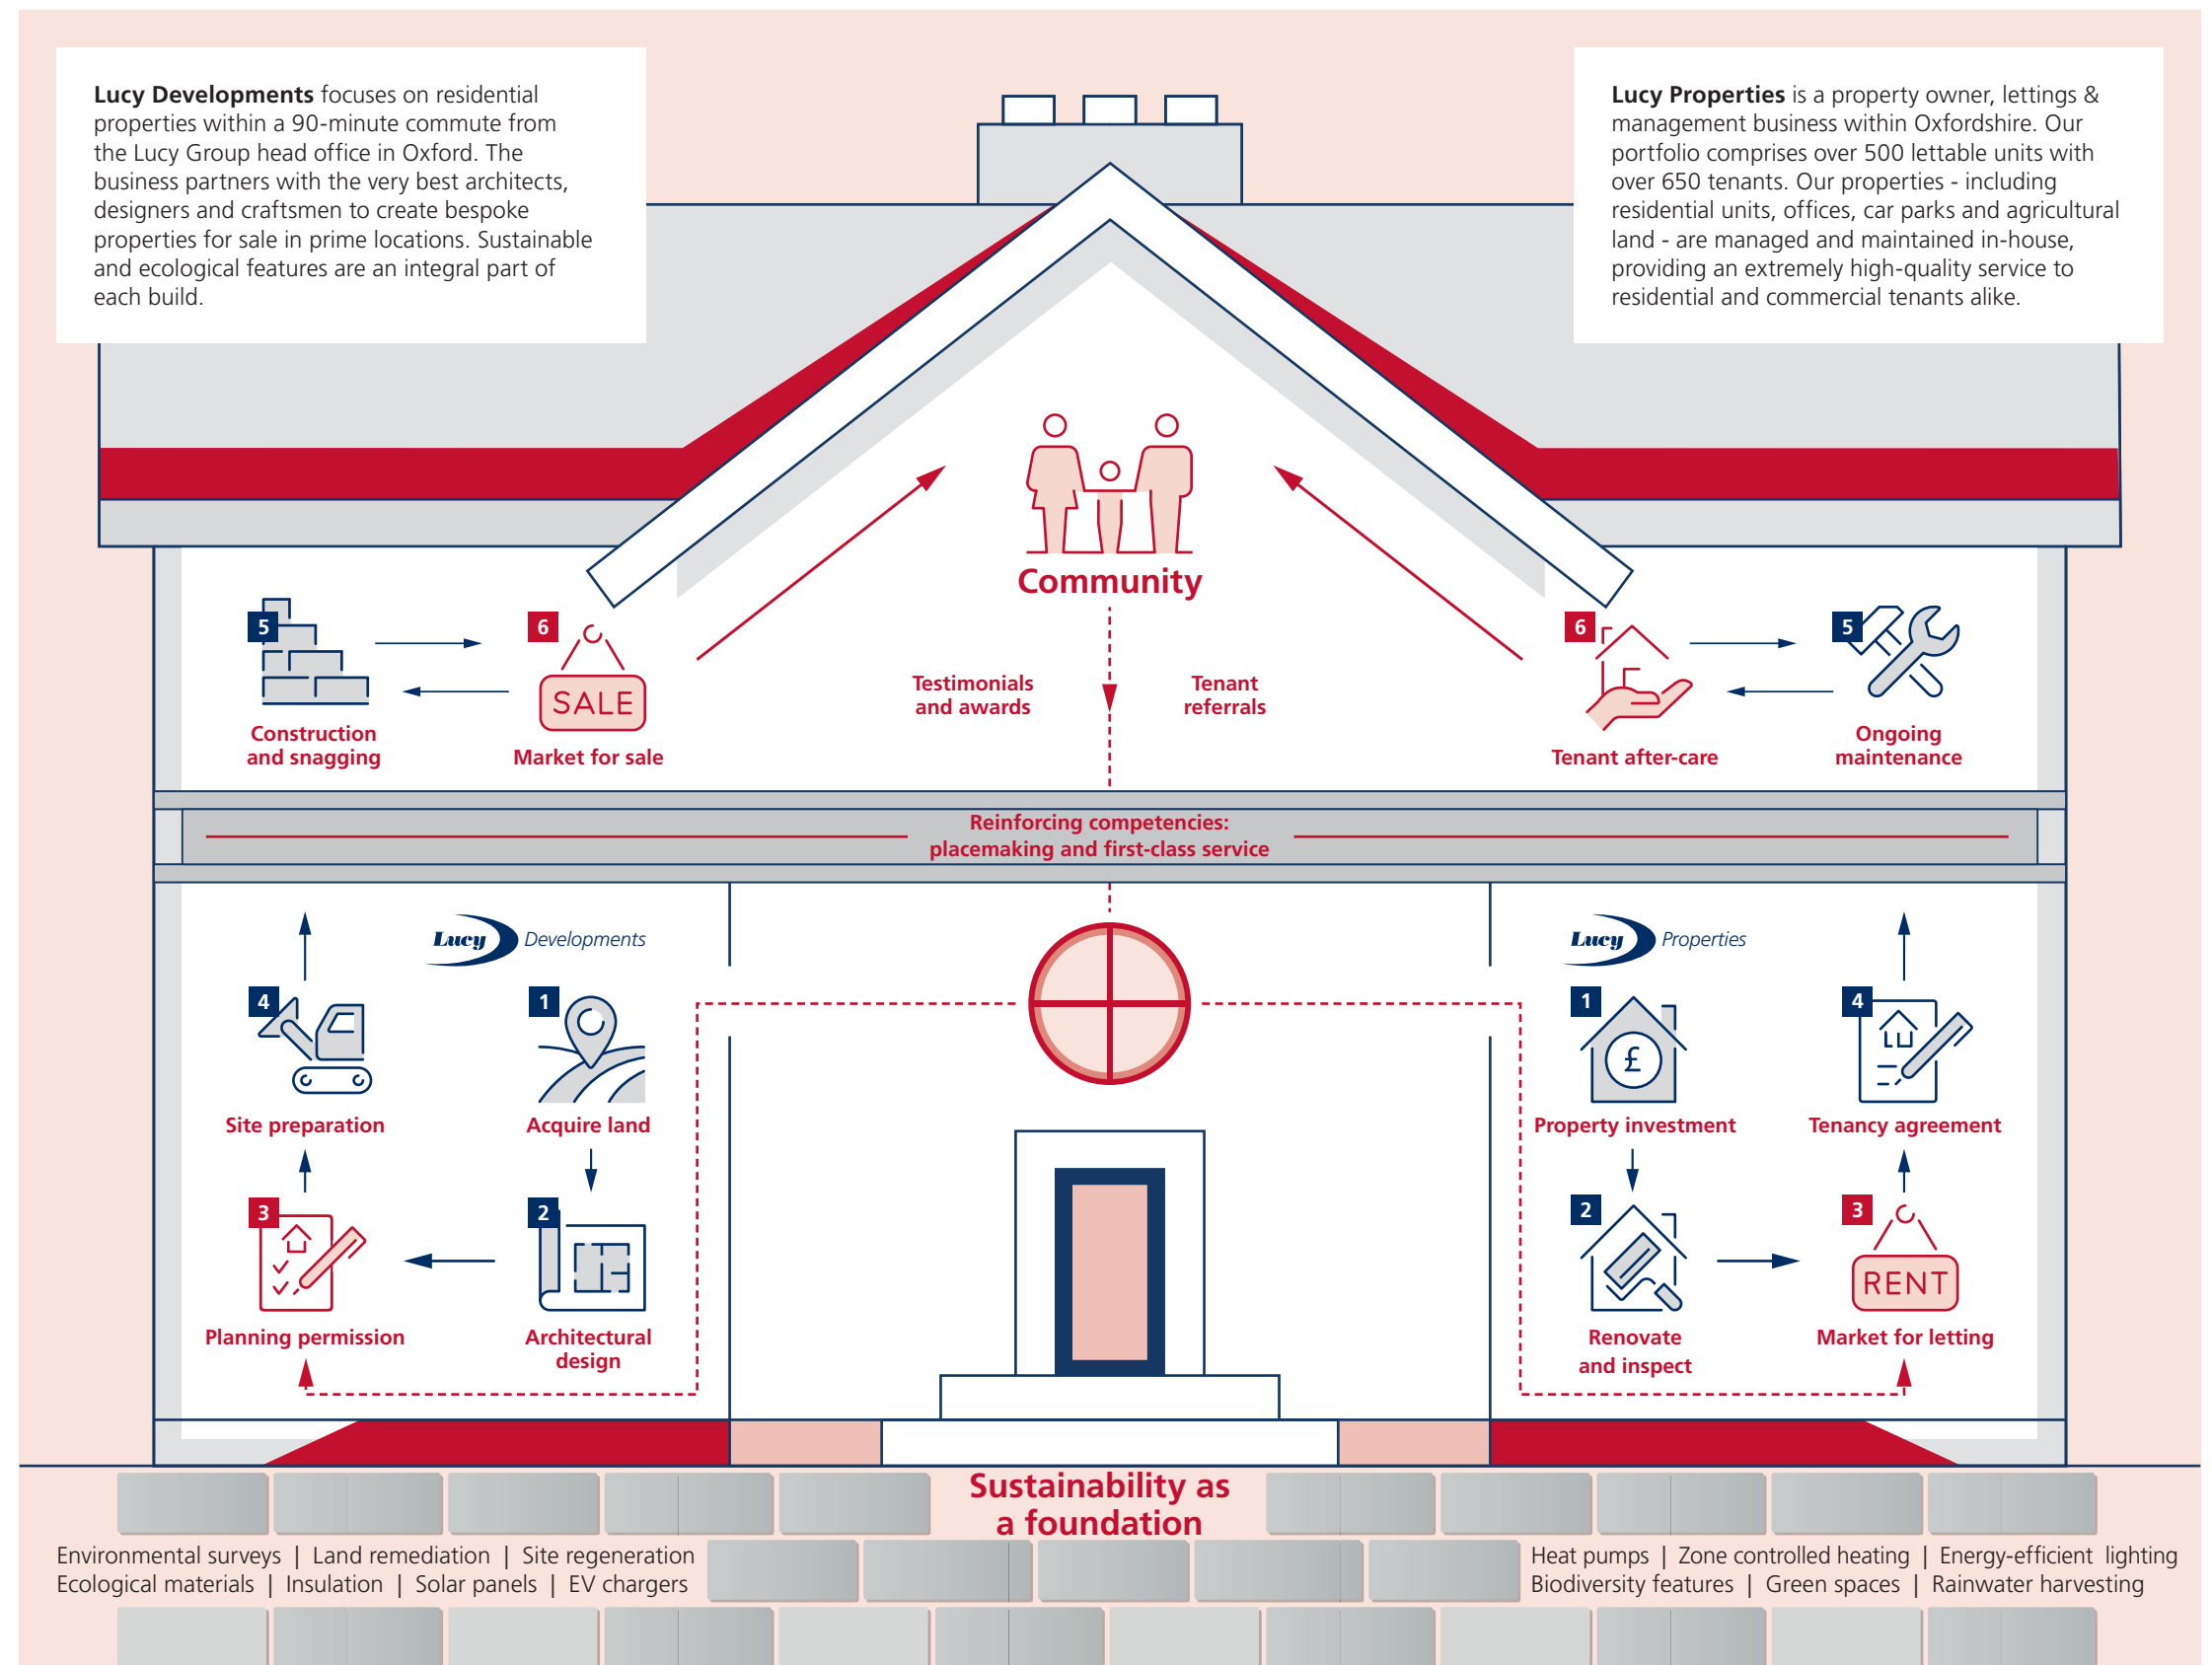 Lucy Developments focuses on residential
properties within a 90-minute commute from
the Lucy Group head office in Oxford. The
business partners with the very best architects,
designers and craftsmen to create bespoke
properties for sale in prime locations. Sustainable
and ecological features are an integral part of
each build.
Lucy Properties is a property owner, lettings &
management business within Oxfordshire. Our
portfolio comprises over 500 lettable units with
over 650 tenants. Our properties - including
residential units, offices, car parks and agricultural
land - are managed and maintained in-house,
providing an extremely high-quality service to
residential and commercial tenants alike.
Community
5
Construction
and snagging
6
SALE
Market for sale
Testimonials
and awards
Tenant
referrals
6
Tenant after-care
5
Ongoing
maintenance
Reinforcing competencies:
placemaking and first-class service
Lucy Developments
4
Site preparation
1
Acquire land
3
Planning permission
2
Architectural
design
Lucy Properties
1
£
Property investment
4
Tenancy agreement
2
Renovate
and inspect
3
RENT
Market for letting
Sustainability as
a foundation
Environmental surveys | Land remediation | Site regeneration
Ecological materials | Insulation | Solar panels | EV chargers
Heat pumps | Zone controlled heating | Energy-efficient lighting
Biodiversity features | Green spaces | Rainwater harvesting